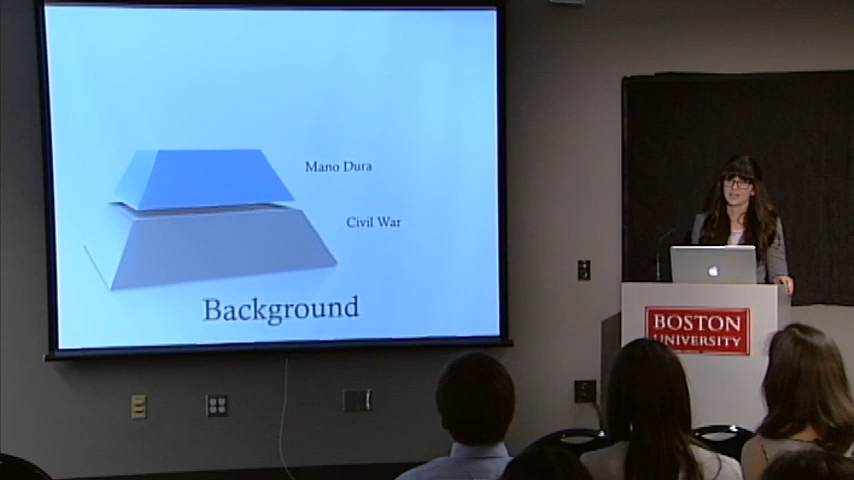 Mano Dura
Civil War
Background
BOSTON
UNIVERSITY